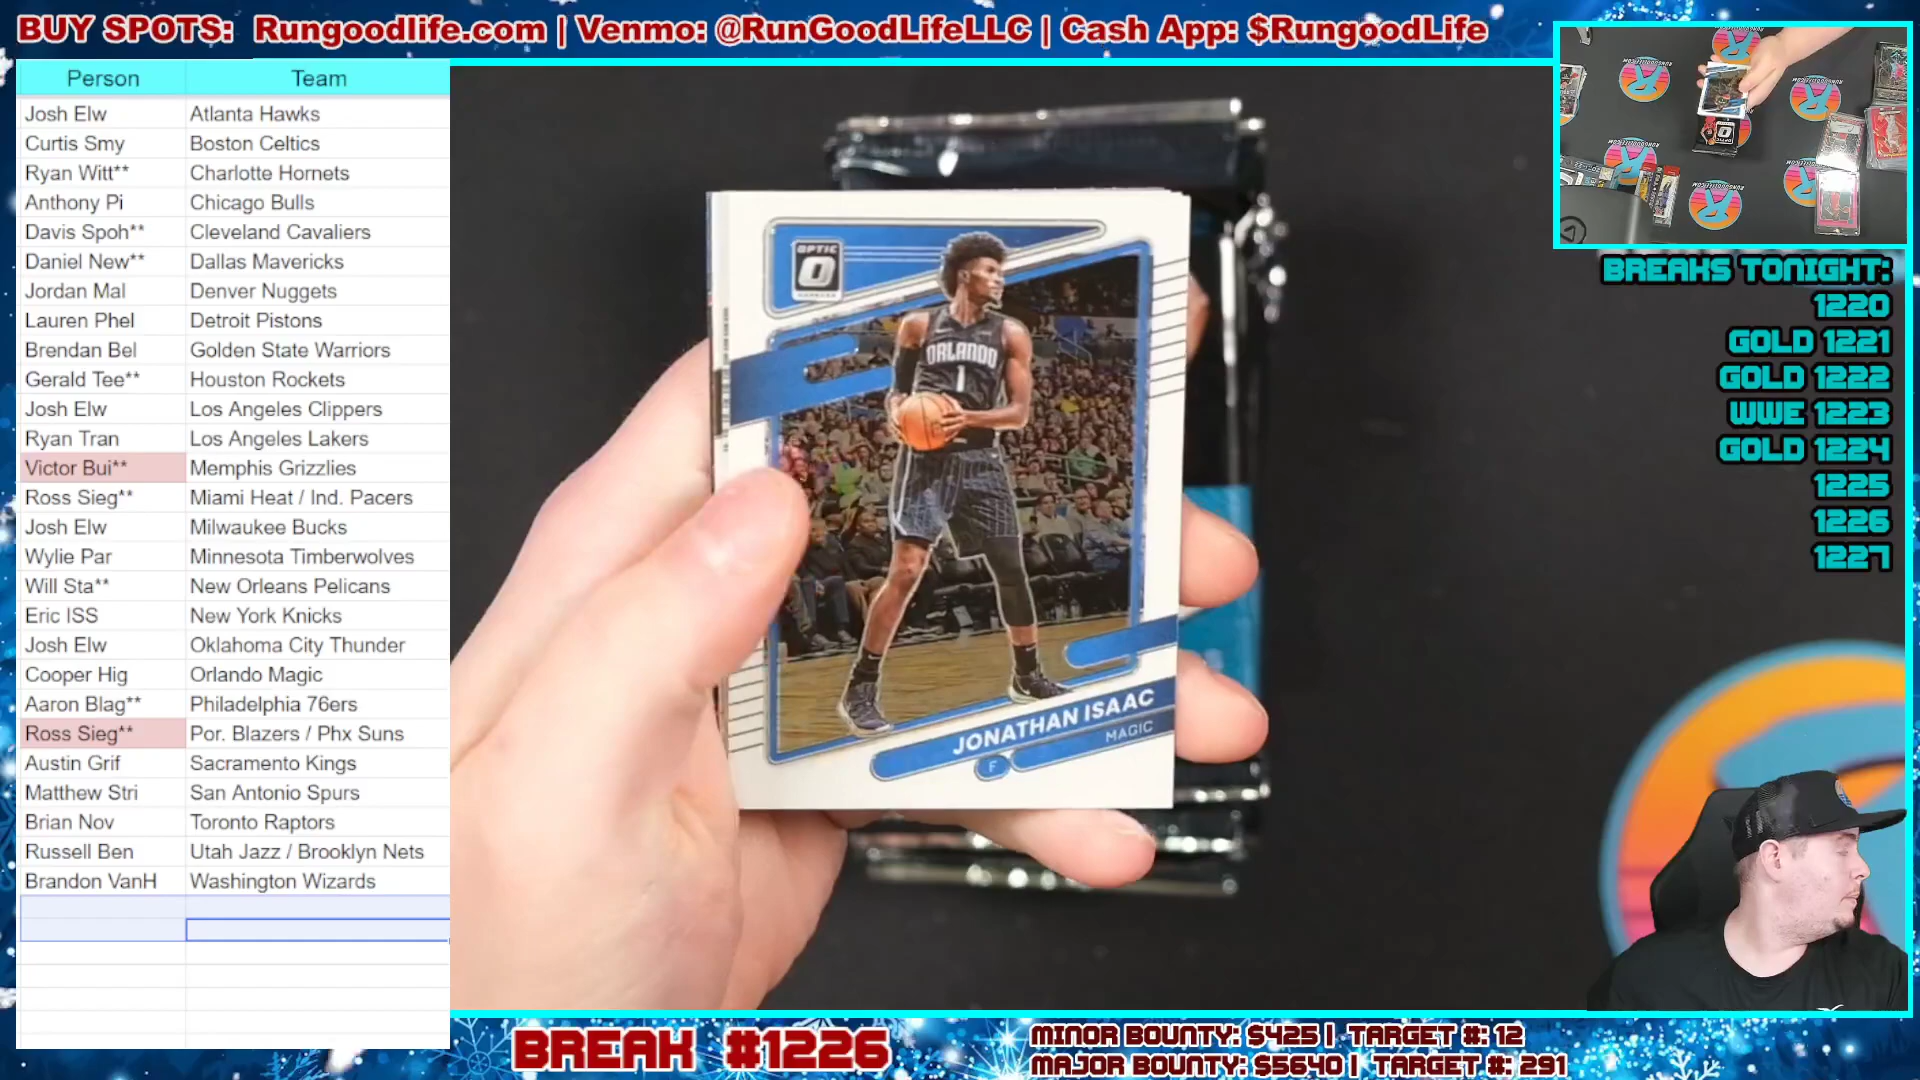 BUY SPOTS: Rungoodlife.com | Venmo: @RunGoodLifeLLC | Cash App: $RungoodLife
Person Team
Josh Elw Atlanta Hawks
Curtis Smy Boston Celtics
Ryan Witt** Charlotte Hornets
Anthony Pi Chicago Bulls
Davis Spoh** Cleveland Cavaliers
Daniel New** Dallas Mavericks
Jordan Mal Denver Nuggets
Lauren Phel Detroit Pistons
Brendan Bel Golden State Warriors
Gerald Tee** Houston Rockets
Josh Elw Los Angeles Clippers
Ryan Tran Los Angeles Lakers
Victor Bui** Memphis Grizzlies
Ross Sieg** Miami Heat / Ind. Pacers
Josh Elw Milwaukee Bucks
Wylie Par Minnesota Timberwolves
Will Sta** New Orleans Pelicans
Eric ISS New York Knicks
Josh Elw Oklahoma City Thunder
Cooper Hig Orlando Magic
Aaron Blag** Philadelphia 76ers
Ross Sieg** Por. Blazers / Phx Suns
Austin Grif Sacramento Kings
Matthew Stri San Antonio Spurs
Brian Nov Toronto Raptors
Russell Ben Utah Jazz / Brooklyn Nets
Brandon VanH Washington Wizards
OPTIC
ORLANDO
1
JONATHAN ISAAC
F MAGIC
BREAKS TONIGHT:
1220
GOLD 1221
GOLD 1222
WWE 1223
GOLD 1224
1225
1226
1227
BREAK #1226
MINOR BOUNTY: $425 | TARGET #: 12
MAJOR BOUNTY: $5640 | TARGET #: 291